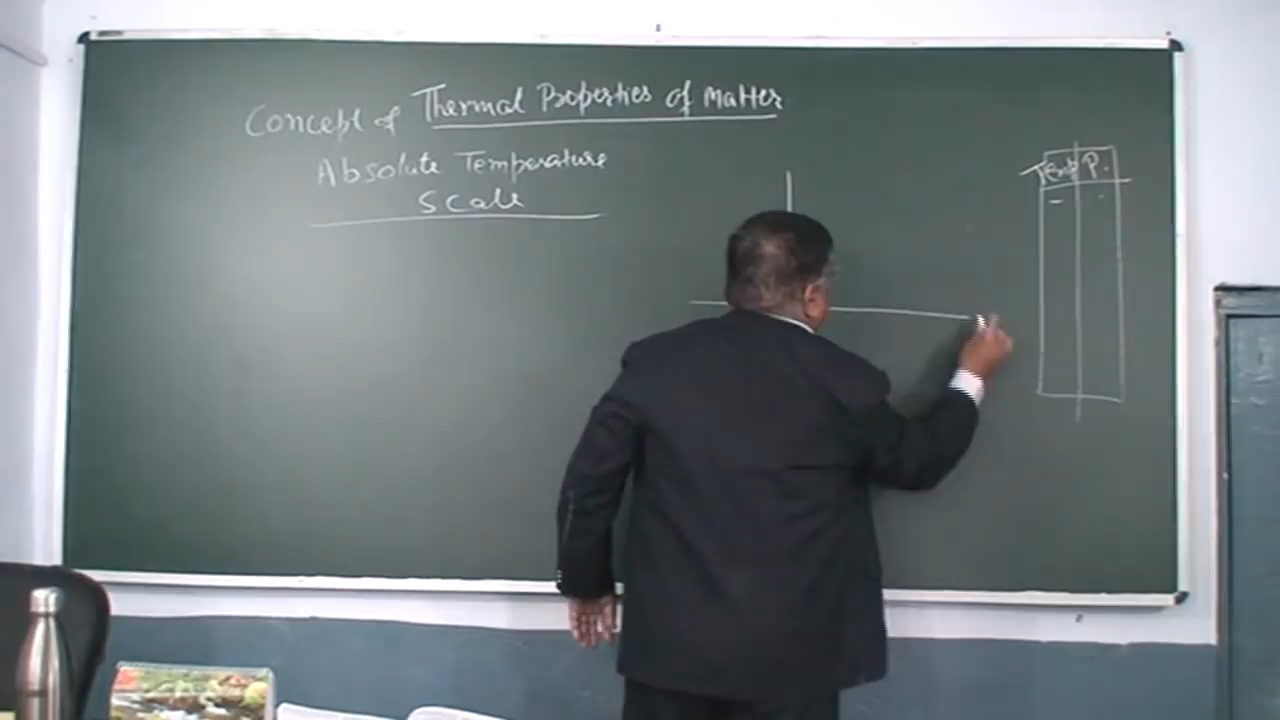 Concept of Thermal Properties of Matter
Absolute Temperature
Scale
Temp P.